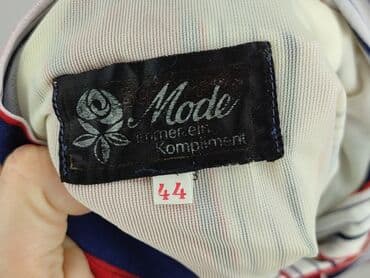 Mode
immer ein
Kompliment
44